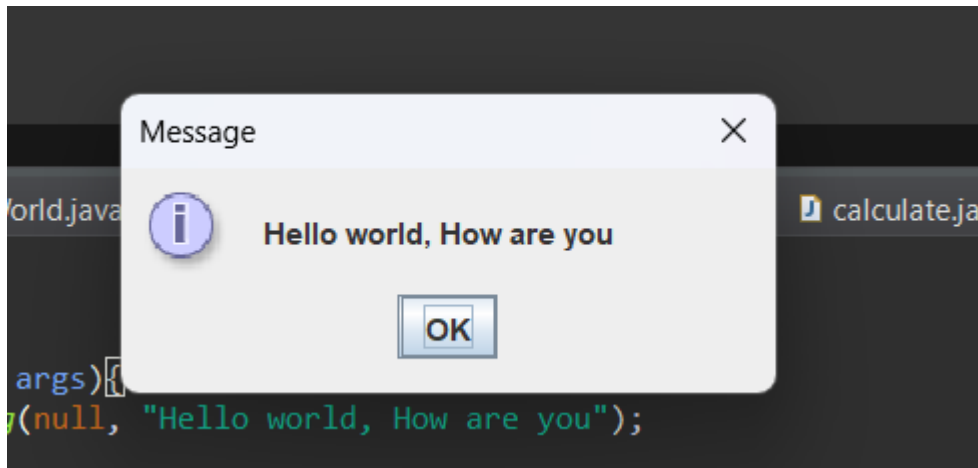 Message
orld.java
calculate.ja
i
Hello world, How are you
OK
args){
g(null, "Hello world, How are you");